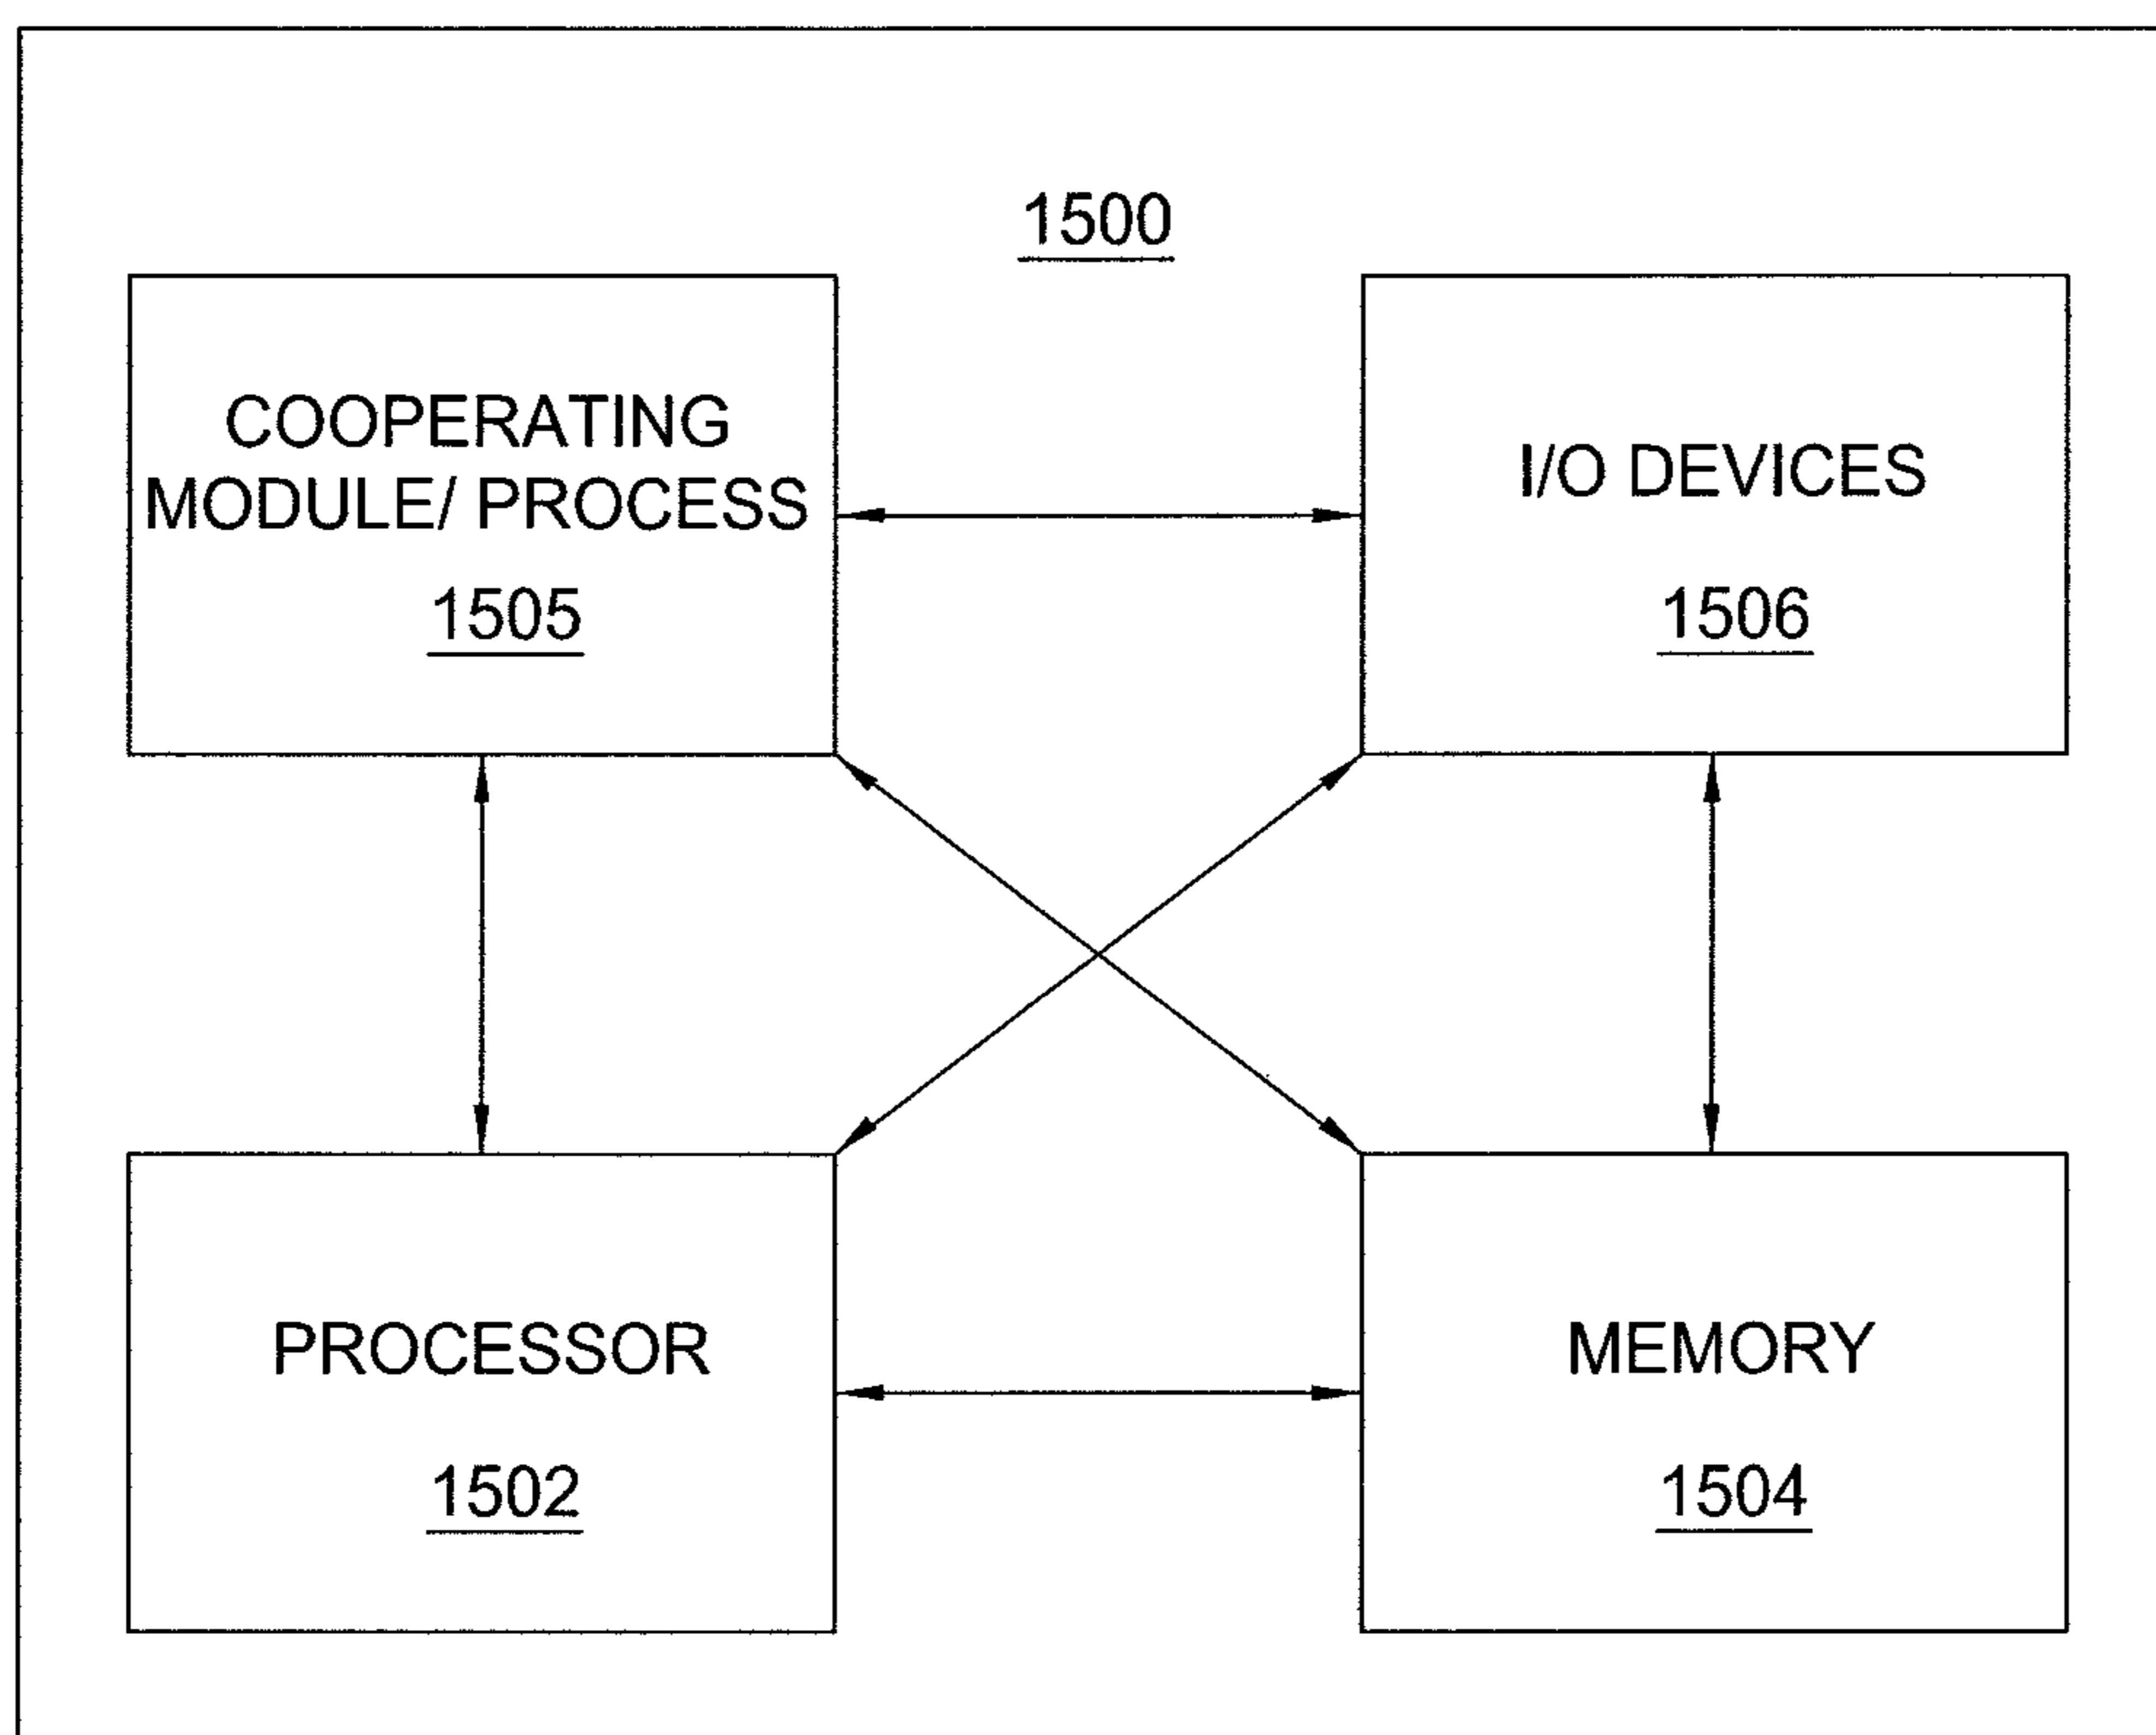 1500
COOPERATING
MODULE/ PROCESS
1505
I/O DEVICES
1506
PROCESSOR
1502
MEMORY
1504